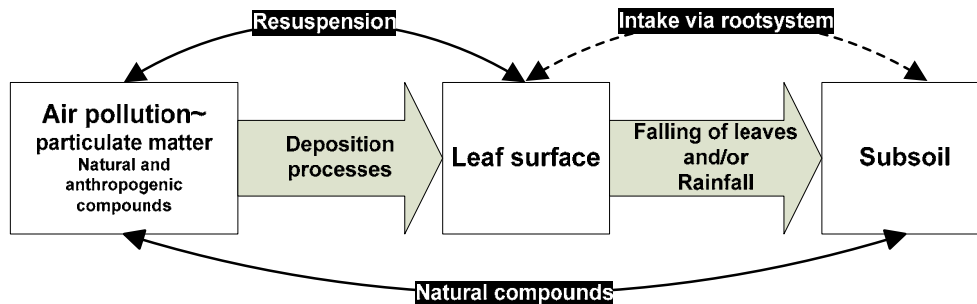 Resuspension
Intake via rootsystem
Air pollution~
particulate matter
Natural and
anthropogenic
compounds
Deposition
processes
Leaf surface
Falling of leaves
and/or
Rainfall
Subsoil
Natural compounds